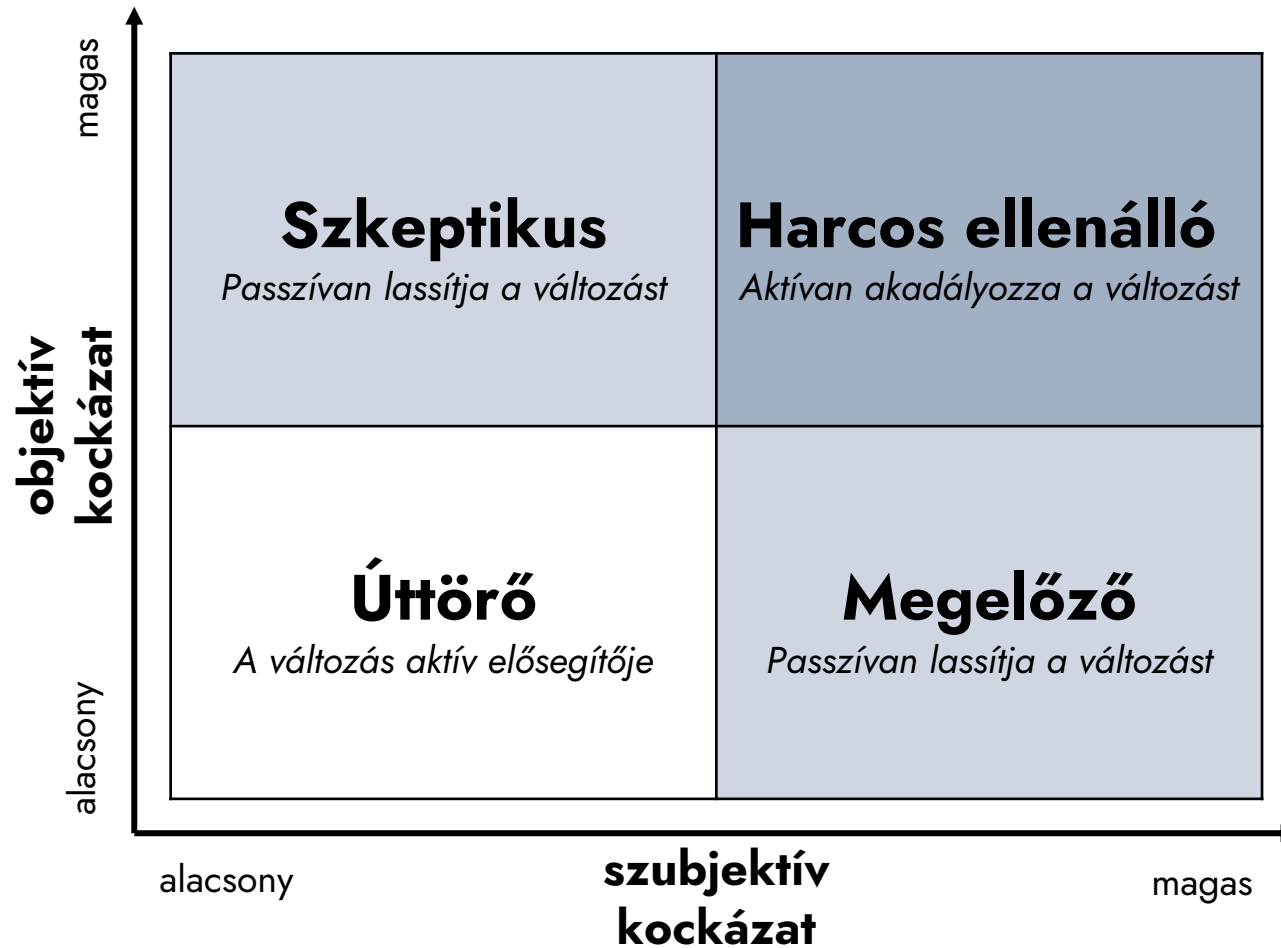 magas
Szkeptikus
Passzívan lassítja a változást
Harcos ellenálló
Aktívan akadályozza a változást
objektív
kockázat
Úttörő
A változás aktív elősegítője
Megelőző
Passzívan lassítja a változást
alacsony
alacsony
szubjektív
kockázat
magas